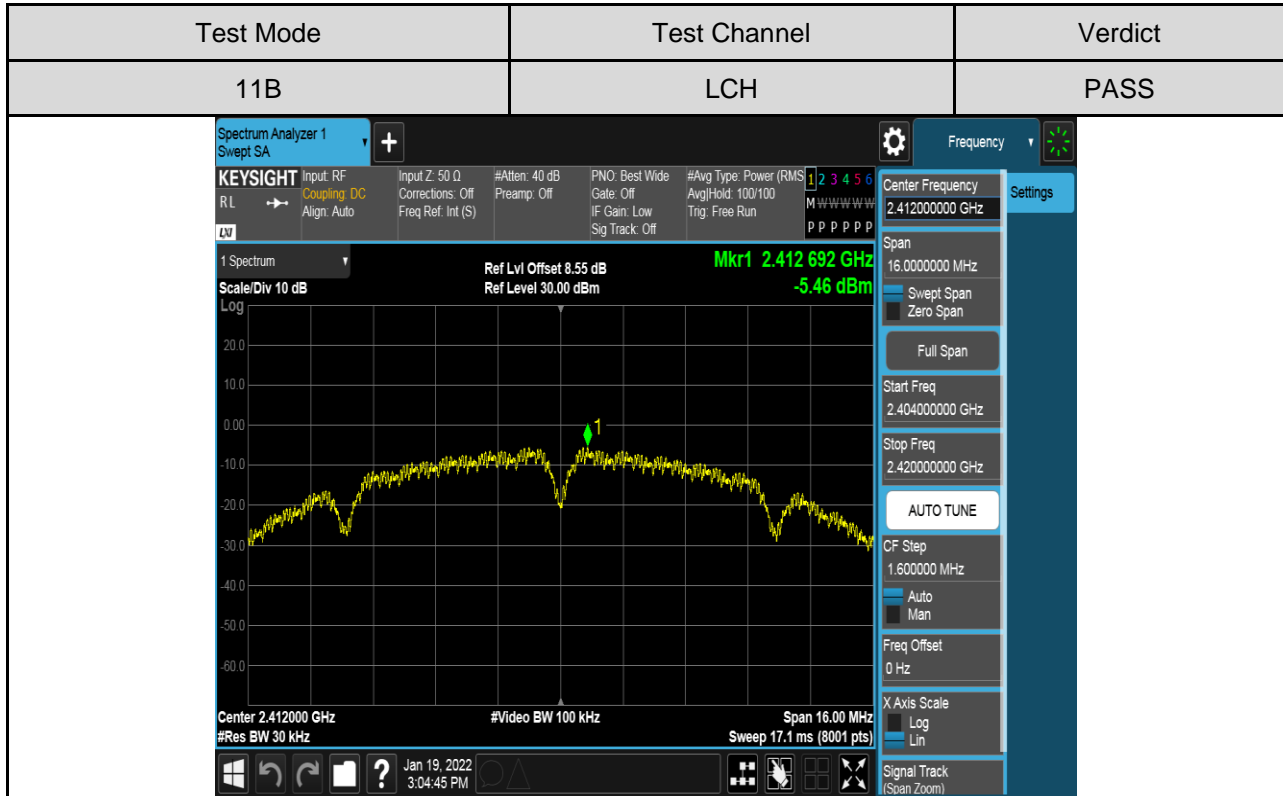 Test Mode Test Channel Verdict
11B LCH PASS
Spectrum Analyzer 1
Swept SA
Frequency
KEYSIGHT Input: RF Input Z: 50 Ω #Atten: 40 dB PNO: Best Wide #Avg Type: Power (RMS 1 2 3 4 5 6
RL Coupling: DC Corrections: Off Preamp: Off Gate: Off Avg|Hold: 100/100 M W W W W W
Align: Auto Freq Ref: Int (S) IF Gain: Low Trig: Free Run
LXI Sig Track: Off P P P P P P
1 Spectrum Ref Lvl Offset 8.55 dB Mkr1 2.412 692 GHz
Scale/Div 10 dB Ref Level 30.00 dBm -5.46 dBm
Log
20.0
10.0
0.00
1
-10.0
-20.0
-30.0
-40.0
-50.0
-60.0
Center 2.412000 GHz #Video BW 100 kHz Span 16.00 MHz
#Res BW 30 kHz Sweep 17.1 ms (8001 pts)
Center Frequency
2.412000000 GHz
Settings
Span
16.0000000 MHz
Swept Span
Zero Span
Full Span
Start Freq
2.404000000 GHz
Stop Freq
2.420000000 GHz
AUTO TUNE
CF Step
1.600000 MHz
Auto
Man
Freq Offset
0 Hz
X Axis Scale
Log
Lin
Signal Track
(Span Zoom)
? Jan 19, 2022
3:04:45 PM